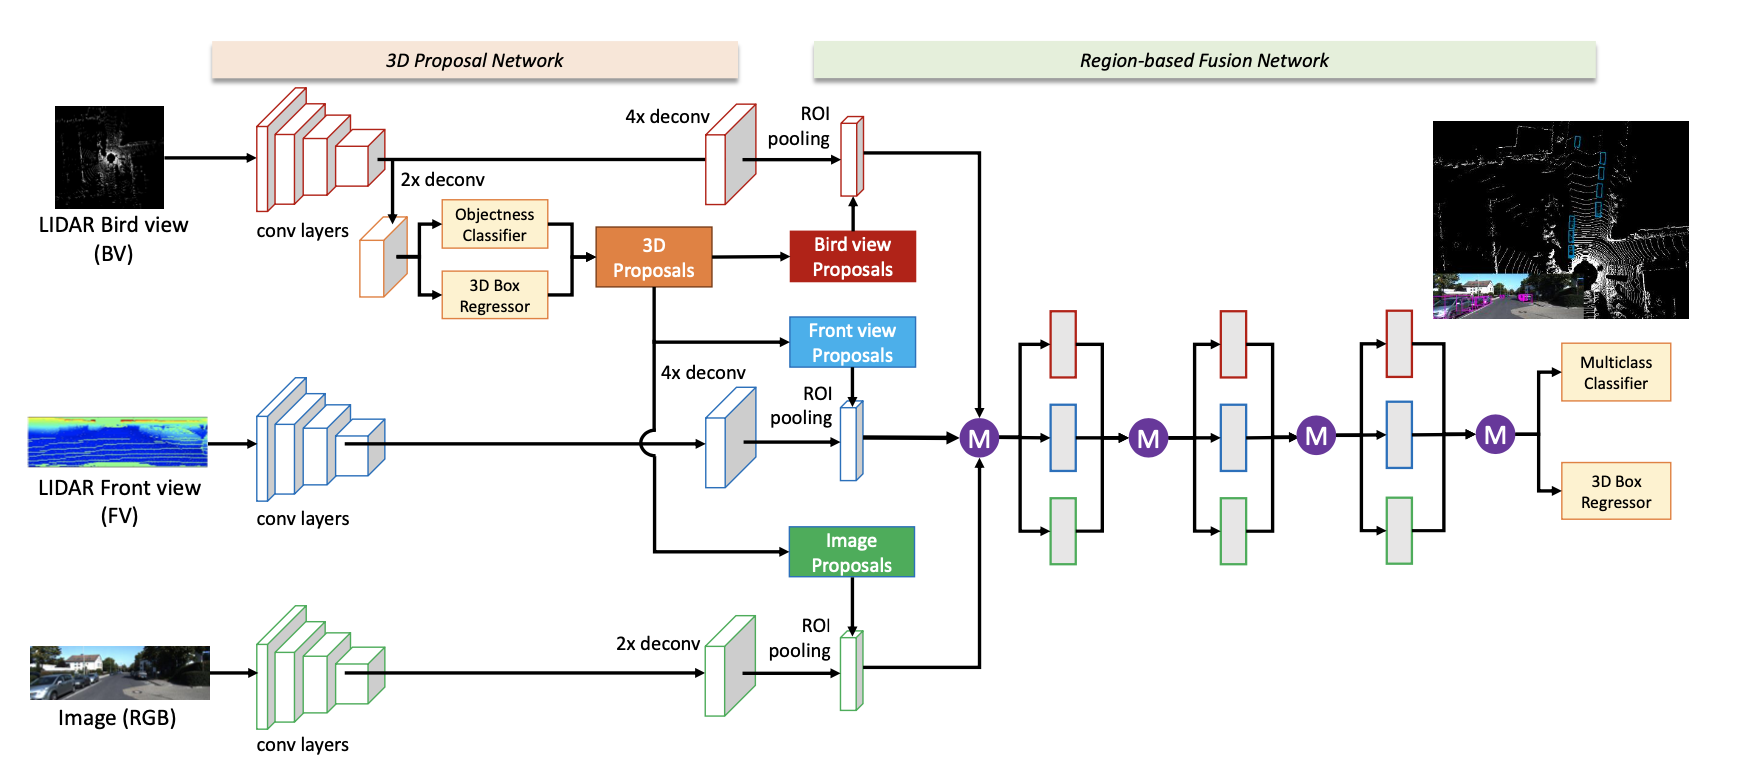 3D Proposal Network
Region-based Fusion Network
LIDAR Bird view
(BV)
conv layers
4x deconv
ROI
pooling
2x deconv
Objectness
Classifier
3D Box
Regressor
3D
Proposals
Bird view
Proposals
Front view
Proposals
4x deconv
ROI
pooling
LIDAR Front view
(FV)
conv layers
Image
Proposals
2x deconv
ROI
pooling
Image (RGB)
conv layers
M
M
M
M
Multiclass
Classifier
3D Box
Regressor